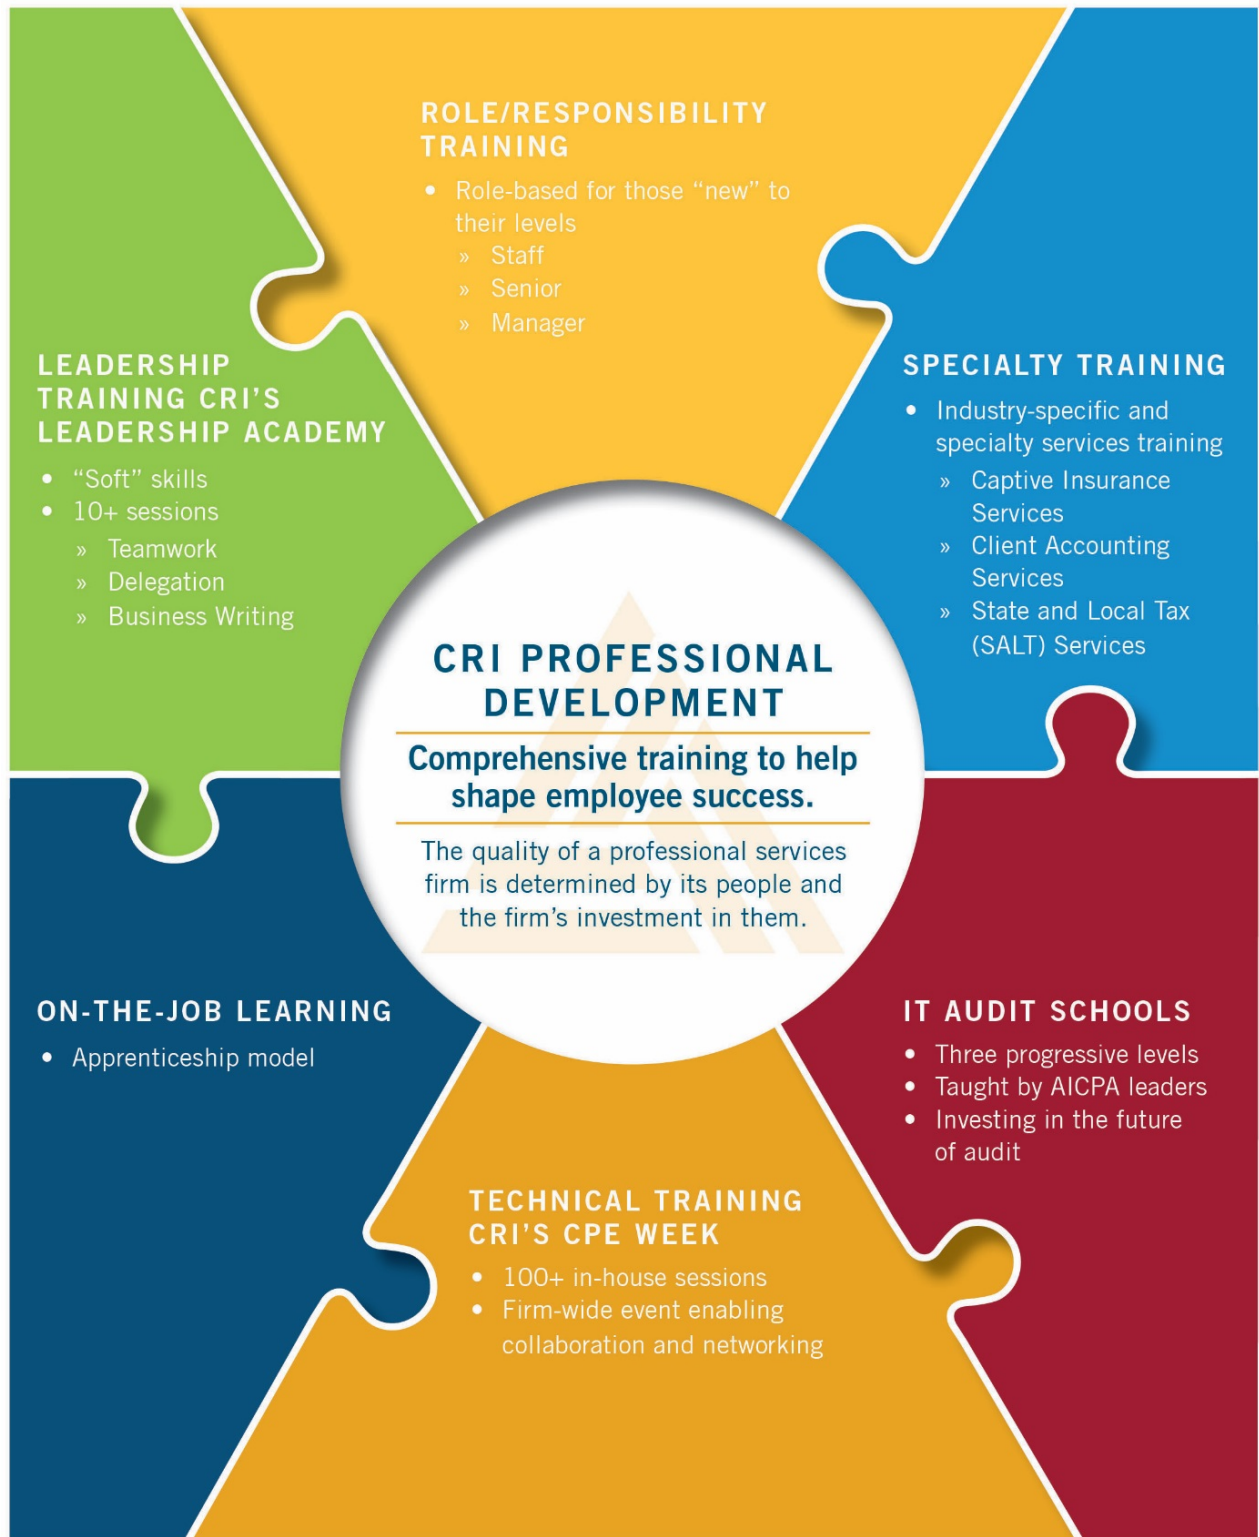 ROLE/RESPONSIBILITY
TRAINING
• Role-based for those “new” to
their levels
» Staff
» Senior
» Manager
LEADERSHIP
TRAINING CRI’S
LEADERSHIP ACADEMY
• “Soft” skills
• 10+ sessions
» Teamwork
» Delegation
» Business Writing
SPECIALTY TRAINING
• Industry-specific and
specialty services training
» Captive Insurance
Services
» Client Accounting
Services
» State and Local Tax
(SALT) Services
CRI PROFESSIONAL
DEVELOPMENT
Comprehensive training to help
shape employee success.
The quality of a professional services
firm is determined by its people and
the firm’s investment in them.
ON-THE-JOB LEARNING
• Apprenticeship model
IT AUDIT SCHOOLS
• Three progressive levels
• Taught by AICPA leaders
• Investing in the future
of audit
TECHNICAL TRAINING
CRI’S CPE WEEK
• 100+ in-house sessions
• Firm-wide event enabling
collaboration and networking